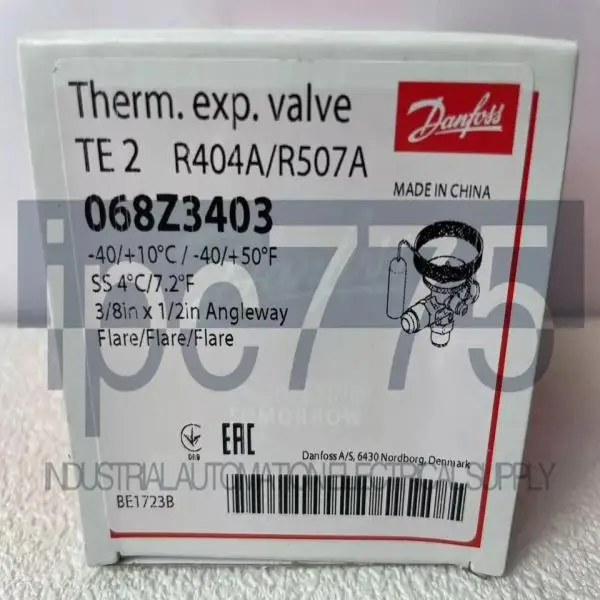 Therm. exp. valve
Danfoss
TE 2 R404A/R507A
MADE IN CHINA
068Z3403
-40/+10°C / -40/+50°F
SS 4°C/7.2°F
3/8in x 1/2in Angleway
Flare/Flare/Flare
ipc775
TOMORROW
EAC
Danfoss A/S, 6430 Nordborg, Denmark
INDUSTRIAL AUTOMATION ELECTRICAL SUPPLY
BE1723B